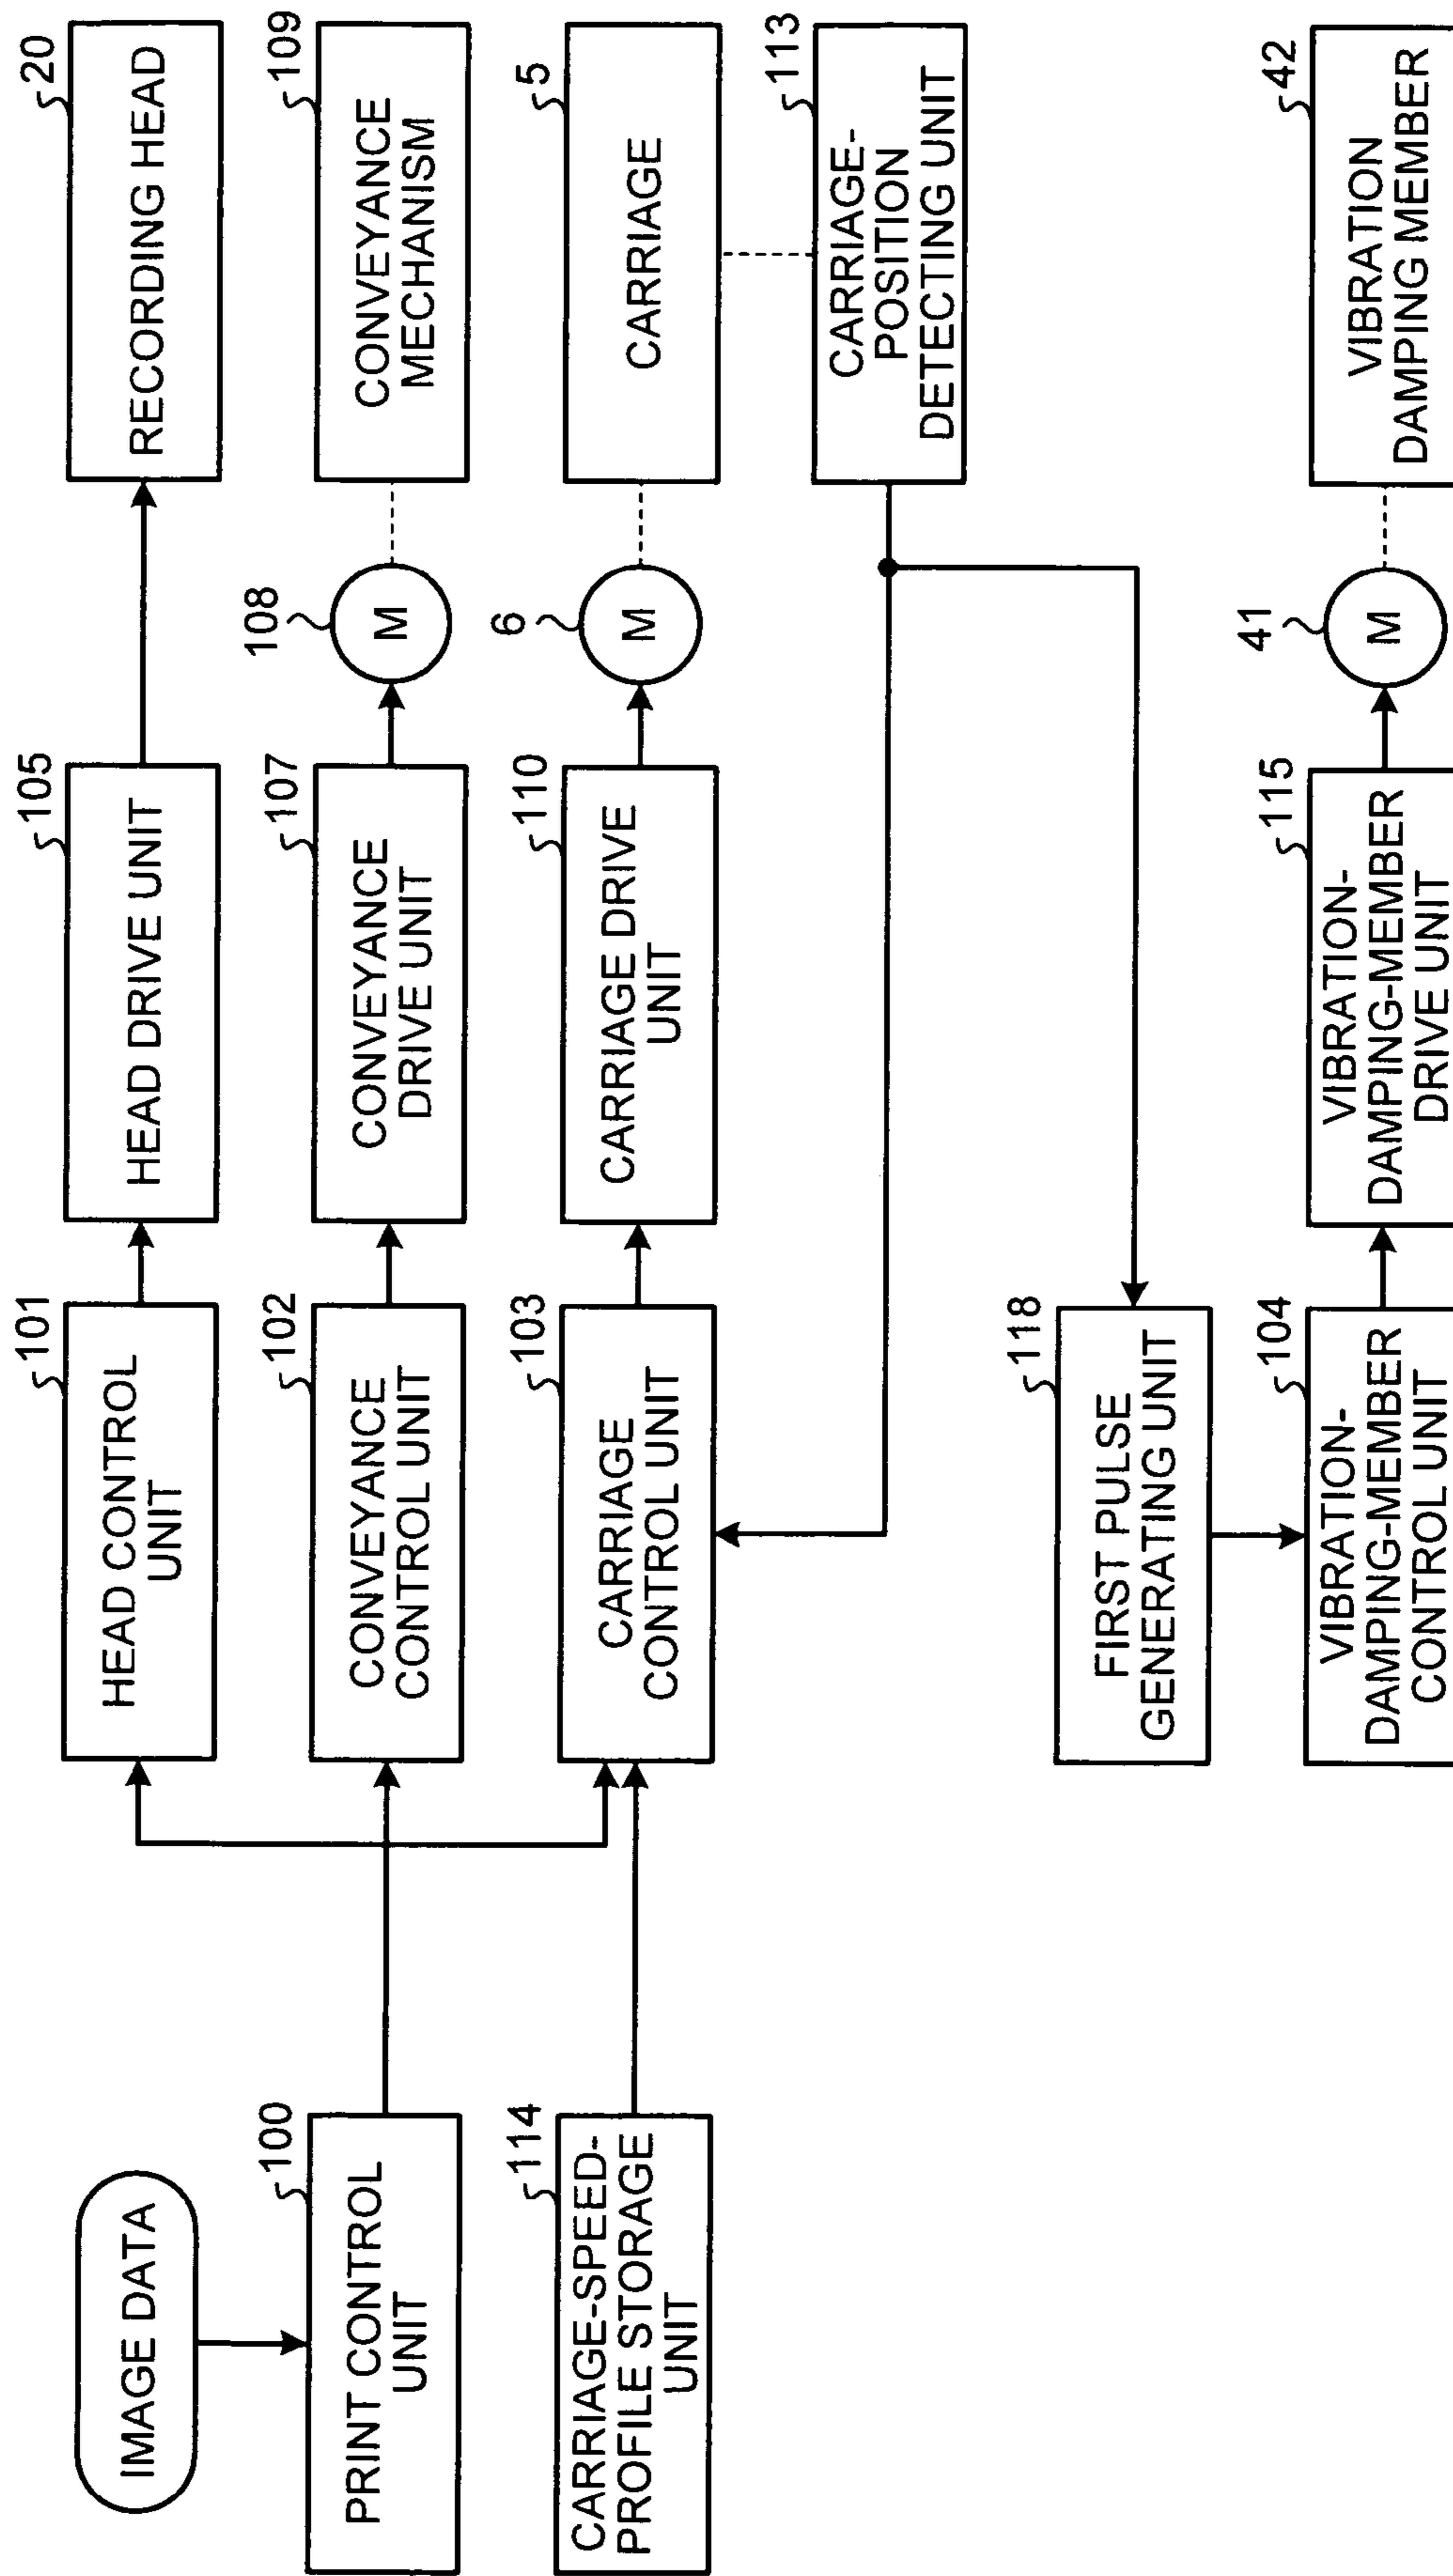 IMAGE DATA
100
PRINT CONTROL
UNIT
114
CARRIAGE-SPEED-
PROFILE STORAGE
UNIT
101
HEAD CONTROL
UNIT
102
CONVEYANCE
CONTROL UNIT
103
CARRIAGE
CONTROL UNIT
118
FIRST PULSE
GENERATING UNIT
104
VIBRATION-
DAMPING-MEMBER
CONTROL UNIT
105
HEAD DRIVE UNIT
107
CONVEYANCE
DRIVE UNIT
110
CARRIAGE DRIVE
UNIT
115
VIBRATION-
DAMPING-MEMBER
DRIVE UNIT
108
M
6
M
41
M
20
RECORDING HEAD
109
CONVEYANCE
MECHANISM
5
CARRIAGE
113
CARRIAGE-
POSITION
DETECTING UNIT
42
VIBRATION
DAMPING MEMBER